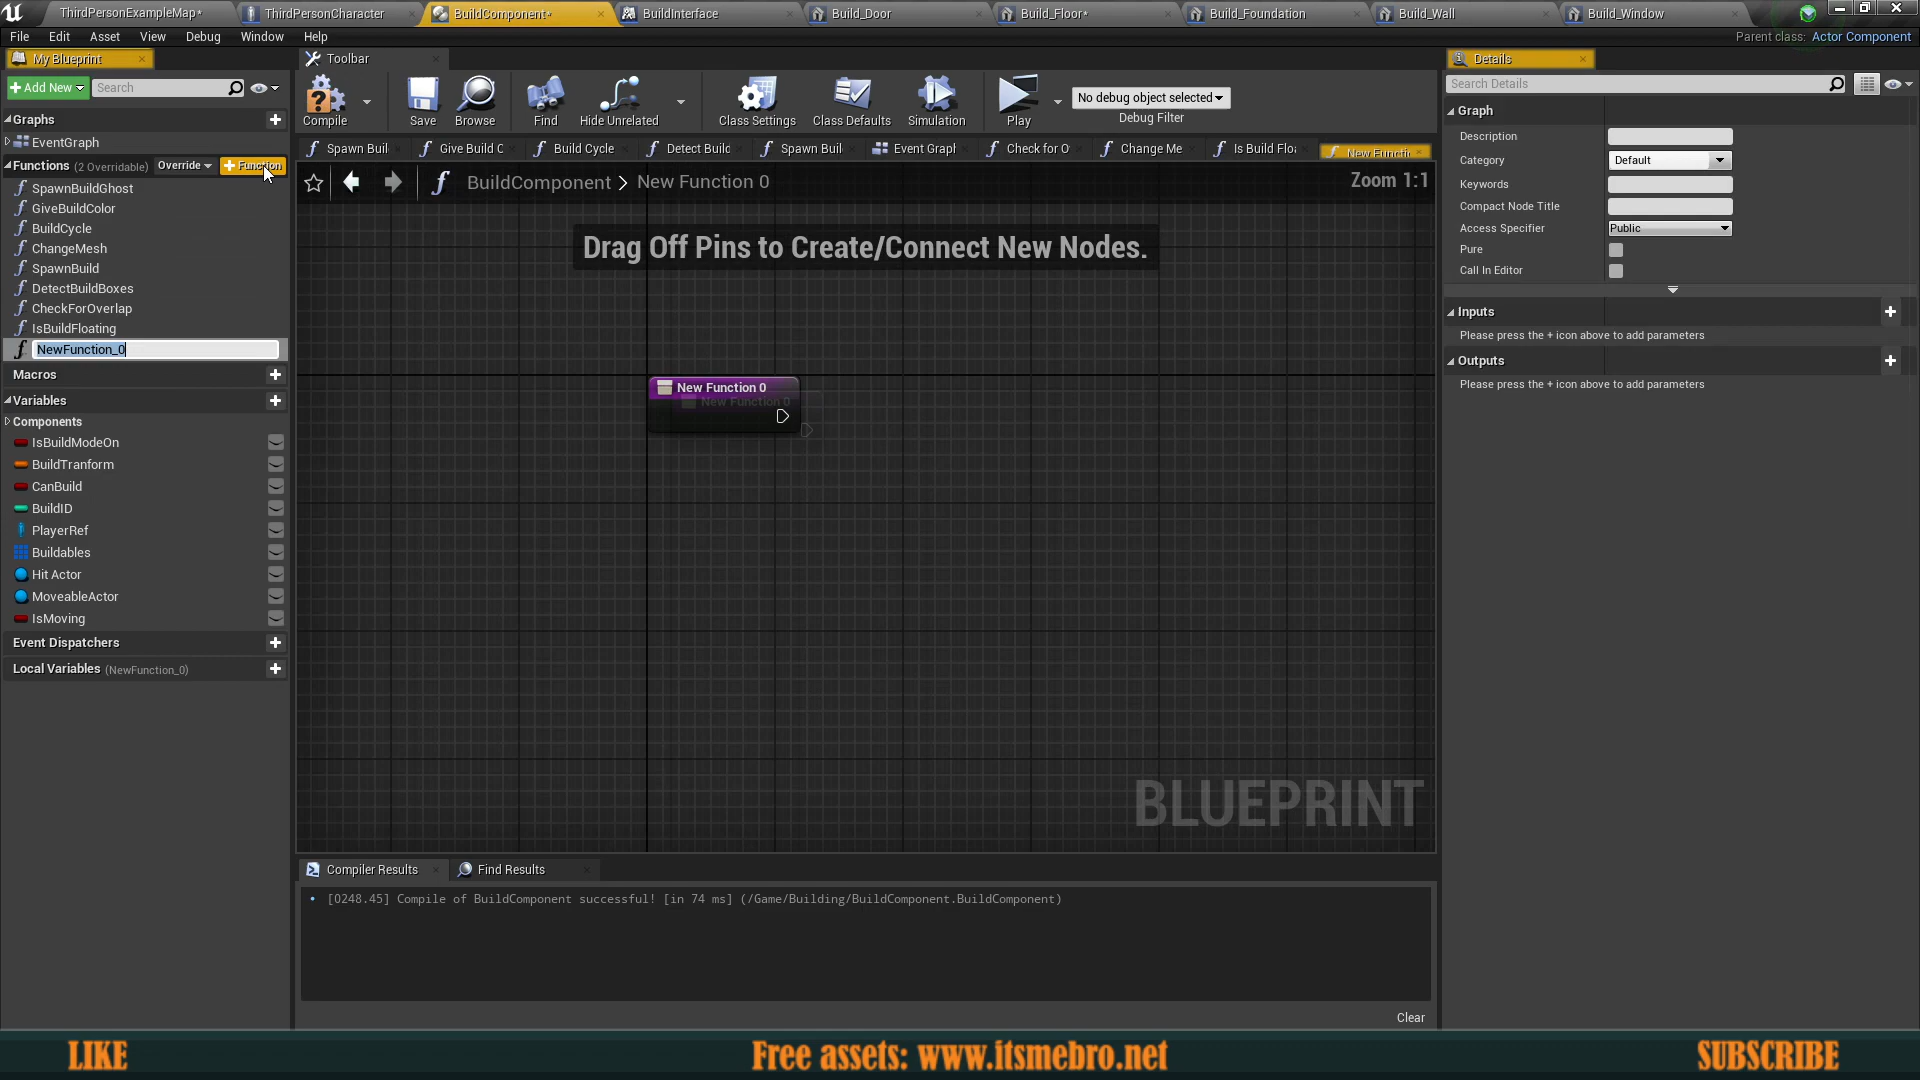 ThirdPersonExampleMap* ThirdPersonCharacter BuildComponent* BuildInterface Build_Door Build_Floor* Build_Foundation Build_Wall Build_Window
File Edit Asset View Debug Window Help Parent class: Actor Component
My Blueprint Toolbar Details
+ Add New Search Search Details
Compile Save Browse Find Hide Unrelated Class Settings Class Defaults Simulation Play No debug object selected Debug Filter
Graphs
EventGraph
Functions (2 Overridable) Override + Function
SpawnBuildGhost
GiveBuildColor
BuildCycle
ChangeMesh
SpawnBuild
DetectBuildBoxes
CheckForOverlap
IsBuildFloating
NewFunction_0
Macros
Variables
Components
IsBuildModeOn
BuildTranform
CanBuild
BuildID
PlayerRef
Buildables
Hit Actor
MoveableActor
IsMoving
Event Dispatchers
Local Variables (NewFunction_0)
Spawn Buil Give Build C Build Cycle Detect Build Spawn Buil Event Graph Check for O Change Me Is Build Floa New Functi
BuildComponent > New Function 0 Zoom 1:1
Drag Off Pins to Create/Connect New Nodes.
New Function 0
New Function 0
BLUEPRINT
Compiler Results Find Results
[0248.45] Compile of BuildComponent successful! [in 74 ms] (/Game/Building/BuildComponent.BuildComponent)
Clear
Graph
Description
Category Default
Keywords
Compact Node Title
Access Specifier Public
Pure
Call In Editor
Inputs
Please press the + icon above to add parameters
Outputs
Please press the + icon above to add parameters
LIKE Free assets: www.itsmebro.net SUBSCRIBE